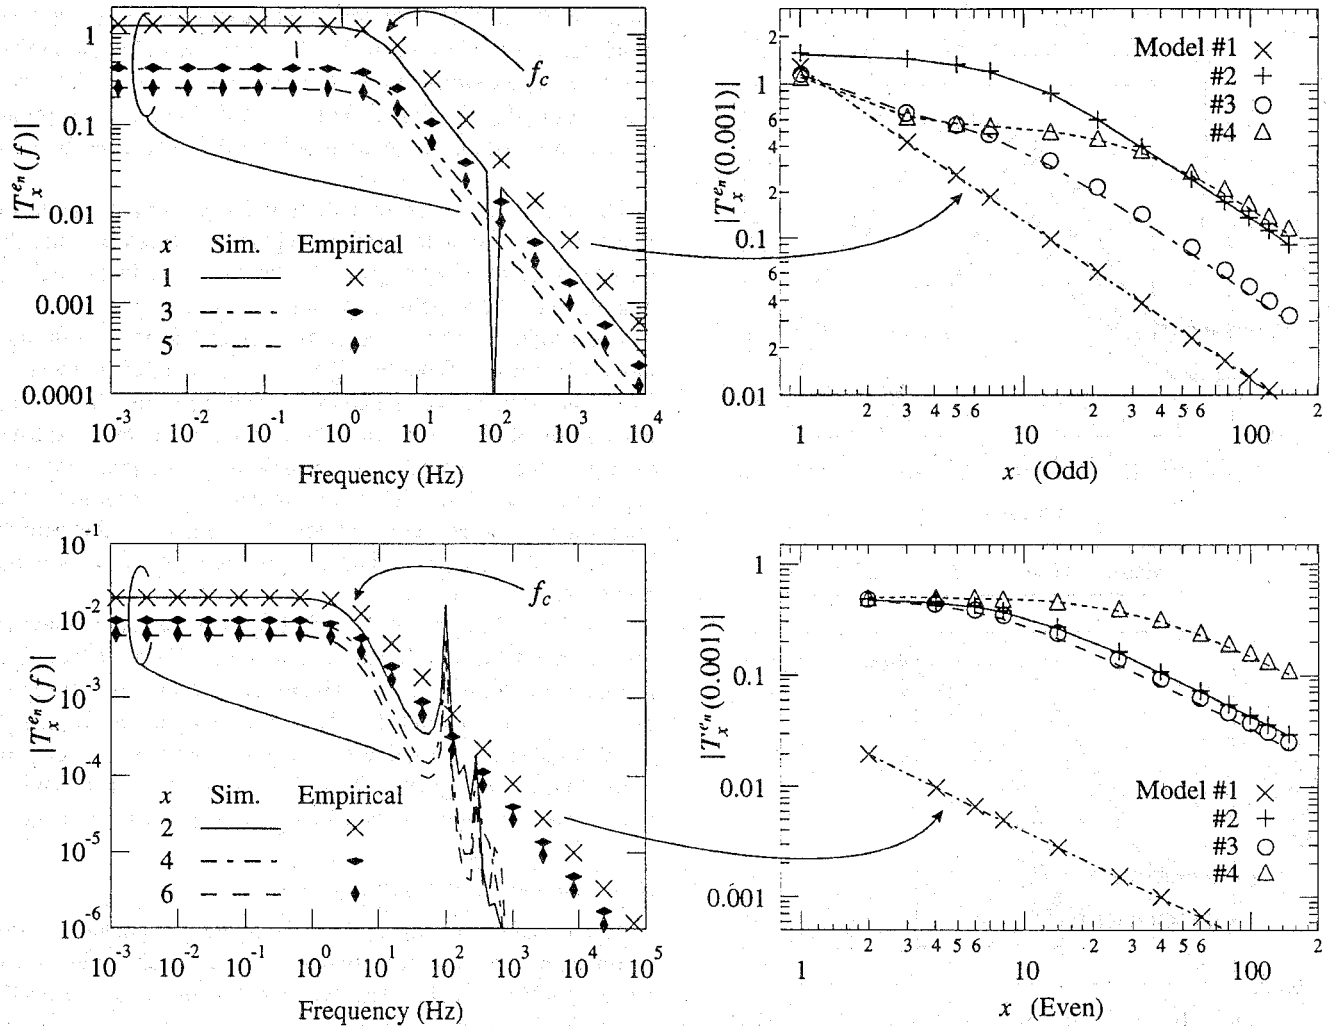 1
0.1
0.01
0.001
0.0001
|T_x^{e_n}(f)|
f_c
x Sim. Empirical
1
3
5
10^-3 10^-2 10^-1 10^0 10^1 10^2 10^3 10^4
Frequency (Hz)
2
1
6
4
2
0.1
6
4
2
0.01
|T_x^{e_n}(0.001)|
Model #1
#2
#3
#4
2 3 4 5 6 2 3 4 5 6
1 10 100
x (Odd)
10^-1
10^-2
10^-3
10^-4
10^-5
10^-6
|T_x^{e_n}(f)|
f_c
x Sim. Empirical
2
4
6
10^-3 10^-2 10^-1 10^0 10^1 10^2 10^3 10^4 10^5
Frequency (Hz)
1
0.1
0.01
0.001
|T_x^{e_n}(0.001)|
Model #1
#2
#3
#4
2 3 4 5 6 2 3 4 5 6 2
1 10 100
x (Even)